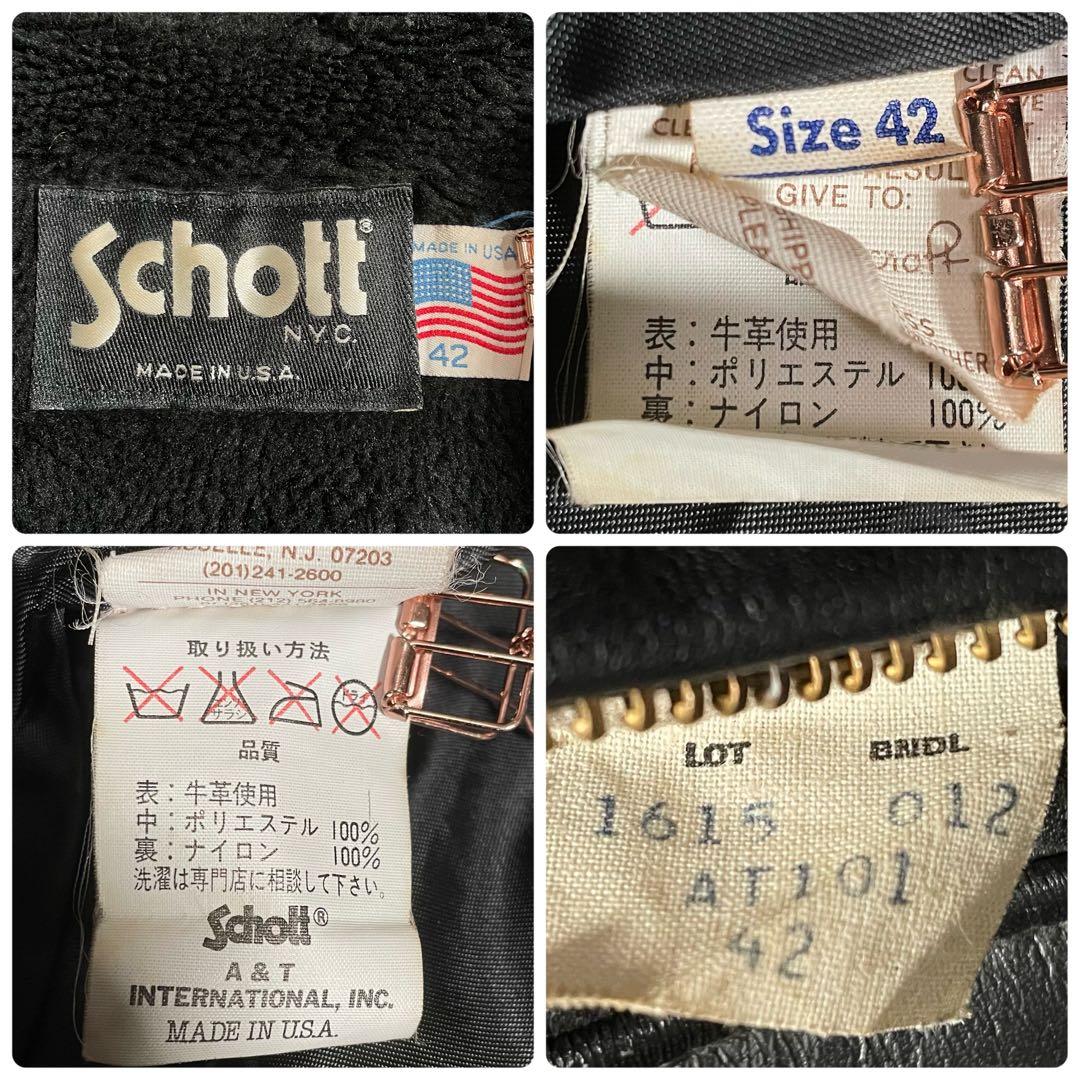 Schott®
N.Y.C.
MADE IN U.S.A.
MADE IN USA
42
CLEAN
Size 42
GIVE TO:
SHIPP
LEA
表:牛革使用
中:ポリエステル
裏:ナイロン 100%
N.J. 07203
(201)241-2600
IN NEW YORK
取り扱い方法
品質
表:牛革使用
中:ポリエステル 100%
裏:ナイロン 100%
洗濯は専門店に相談して下さい。
Schott®
A & T
INTERNATIONAL, INC.
MADE IN U.S.A.
LOT BNDL
1615 012
AT101
42